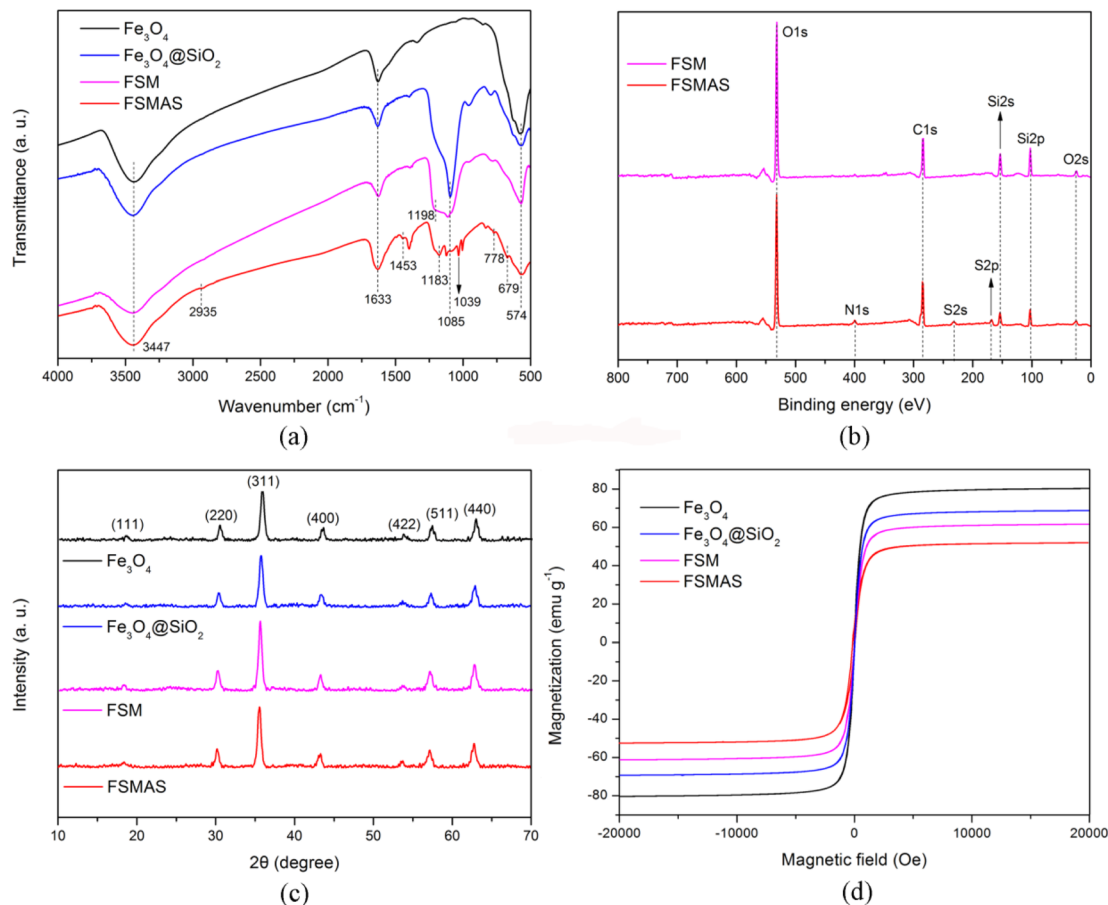 Fe₃O₄
Fe₃O₄@SiO₂
FSM
FSMAS
Transmittance (a. u.)
3447
2935
1633
1453
1198
1183
1085
1039
778
679
574
4000 3500 3000 2500 2000 1500 1000 500
Wavenumber (cm⁻¹)
(a)
FSM
FSMAS
O1s
C1s
Si2s
Si2p
O2s
N1s
S2s
S2p
800 700 600 500 400 300 200 100 0
Binding energy (eV)
(b)
(111) (220) (311) (400) (422) (511) (440)
Fe₃O₄
Fe₃O₄@SiO₂
FSM
FSMAS
Intensity (a. u.)
10 20 30 40 50 60 70
2θ (degree)
(c)
Fe₃O₄
Fe₃O₄@SiO₂
FSM
FSMAS
Magnetization (emu g⁻¹)
80
60
40
20
0
-20
-40
-60
-80
-20000 -10000 0 10000 20000
Magnetic field (Oe)
(d)